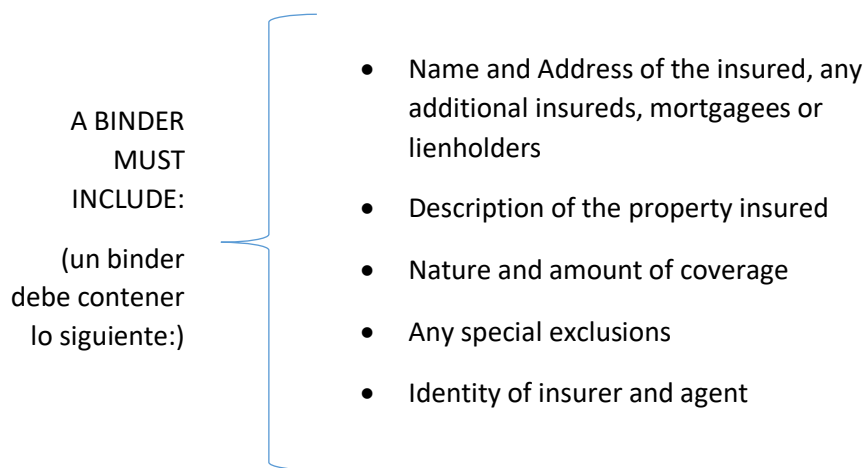 A BINDER
MUST
INCLUDE:
(un binder
debe contener
lo siguiente:)
• Name and Address of the insured, any
additional insureds, mortgagees or
lienholders
• Description of the property insured
• Nature and amount of coverage
• Any special exclusions
• Identity of insurer and agent